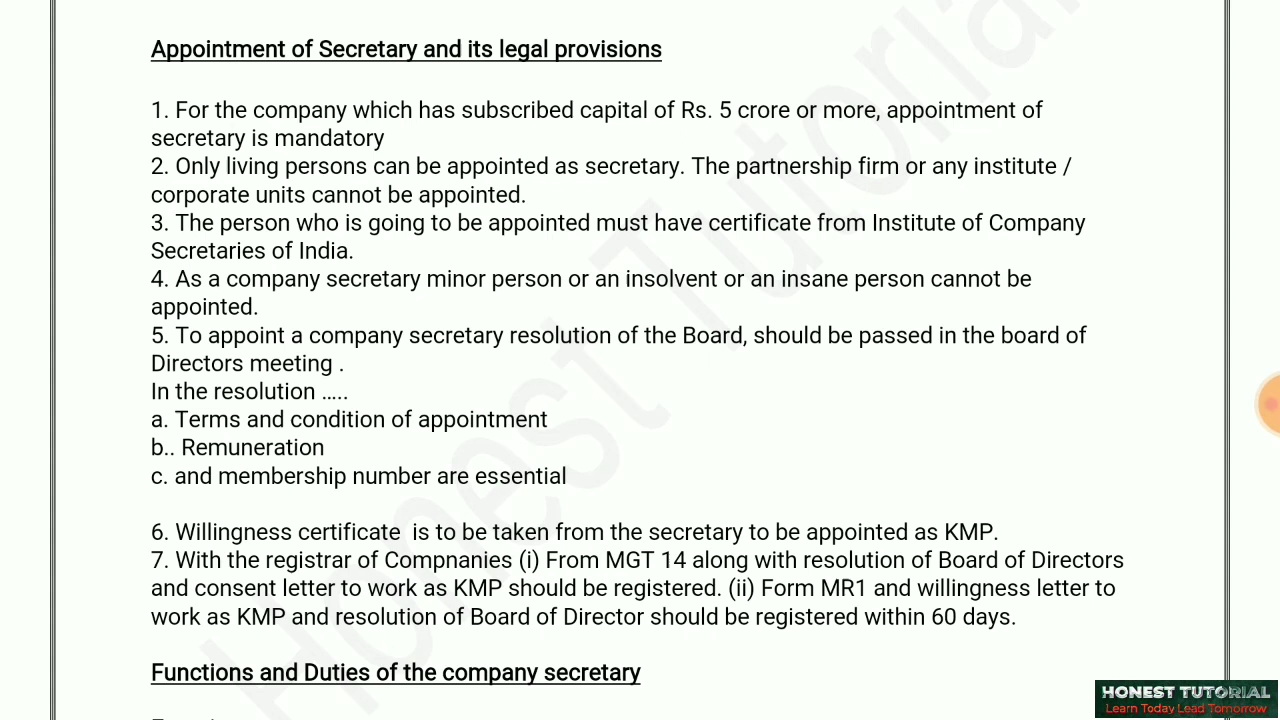 Appointment of Secretary and its legal provisions
1. For the company which has subscribed capital of Rs. 5 crore or more, appointment of
secretary is mandatory
2. Only living persons can be appointed as secretary. The partnership firm or any institute /
corporate units cannot be appointed.
3. The person who is going to be appointed must have certificate from Institute of Company
Secretaries of India.
4. As a company secretary minor person or an insolvent or an insane person cannot be
appointed.
5. To appoint a company secretary resolution of the Board, should be passed in the board of
Directors meeting .
In the resolution .....
a. Terms and condition of appointment
b.. Remuneration
c. and membership number are essential
6. Willingness certificate  is to be taken from the secretary to be appointed as KMP.
7. With the registrar of Compnanies (i) From MGT 14 along with resolution of Board of Directors
and consent letter to work as KMP should be registered. (ii) Form MR1 and willingness letter to
work as KMP and resolution of Board of Director should be registered within 60 days.
Functions and Duties of the company secretary
HONEST TUTORIAL
Learn Today Lead Tomorrow
Honest Tutorial